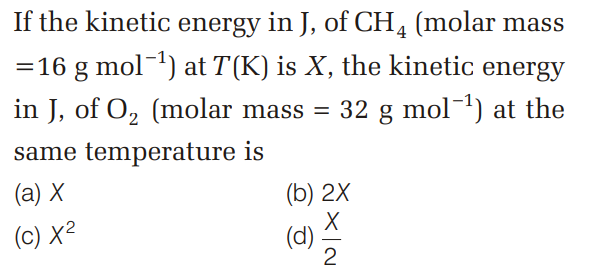 If the kinetic energy in J, of CH₄ (molar mass
=16 g mol⁻¹) at T(K) is X, the kinetic energy
in J, of O₂ (molar mass = 32 g mol⁻¹) at the
same temperature is
(a) X (b) 2X
(c) X² (d) X/2